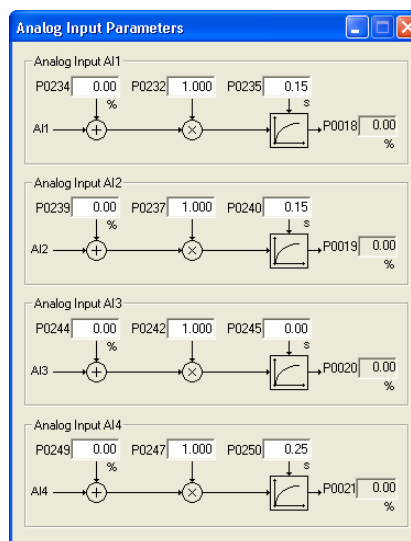 Analog Input Parameters
Analog Input AI1
P0234 0.00 P0232 1.000 P0235 0.15
% s
AI1 + × P0018 0.00
%
Analog Input AI2
P0239 0.00 P0237 1.000 P0240 0.15
% s
AI2 + × P0019 0.00
%
Analog Input AI3
P0244 0.00 P0242 1.000 P0245 0.00
% s
AI3 + × P0020 0.00
%
Analog Input AI4
P0249 0.00 P0247 1.000 P0250 0.25
% s
AI4 + × P0021 0.00
%